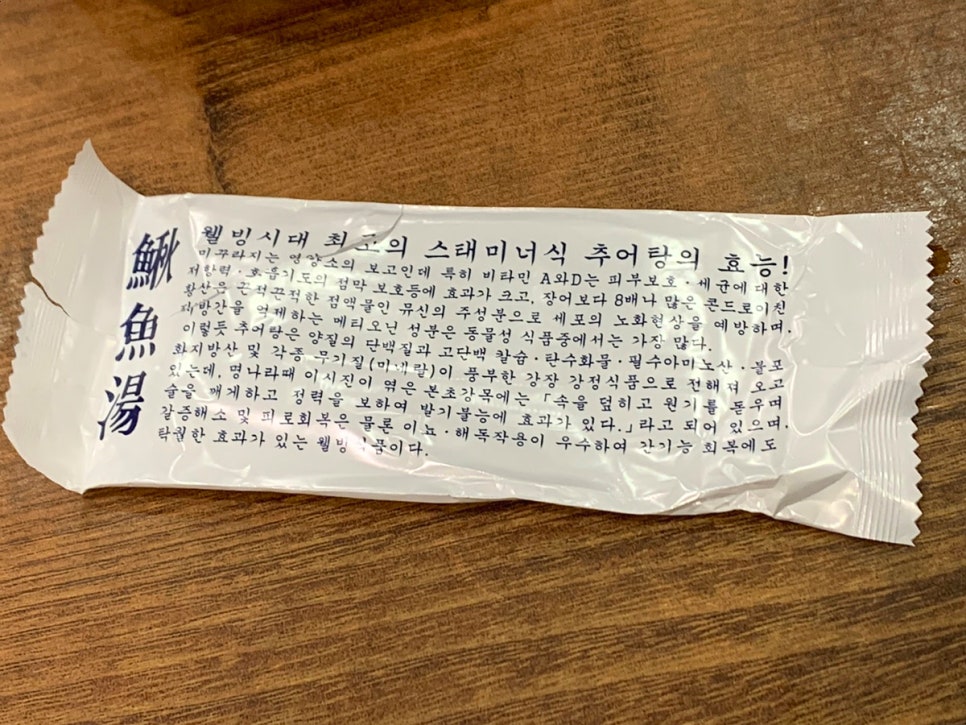 鰍魚湯
웰빙시대 최고의 스태미너식 추어탕의 효능!
미꾸라지는 영양소의 보고인데 특히 비타민 A와D는 피부보호·세균에 대한
저항력·호흡기도의 점막 보호등에 효과가 크고, 장어보다 8배나 많은 콘드로이친
황산은 끈적끈적한 점액물인 뮤신의 주성분으로 세포의 노화현상을 예방하며,
지방간을 억제하는 메티오닌 성분은 동물성 식품중에서는 가장 많다.
이렇듯 추어탕은 양질의 단백질과 고단백 칼슘·탄수화물·필수아미노산·불포
화지방산 및 각종 무기질(미네랄)이 풍부한 강장 강정식품으로 전해져 오고
있는데, 명나라때 이시진이 엮은 본초강목에는 「속을 덮히고 원기를 돋우며
술을 깨게하고 정력을 보하여 발기불능에 효과가 있다.」라고 되어 있으며,
갈증해소 및 피로회복은 물론 이뇨·해독작용이 우수하여 간기능 회복에도
탁월한 효과가 있는 웰빙식품이다.